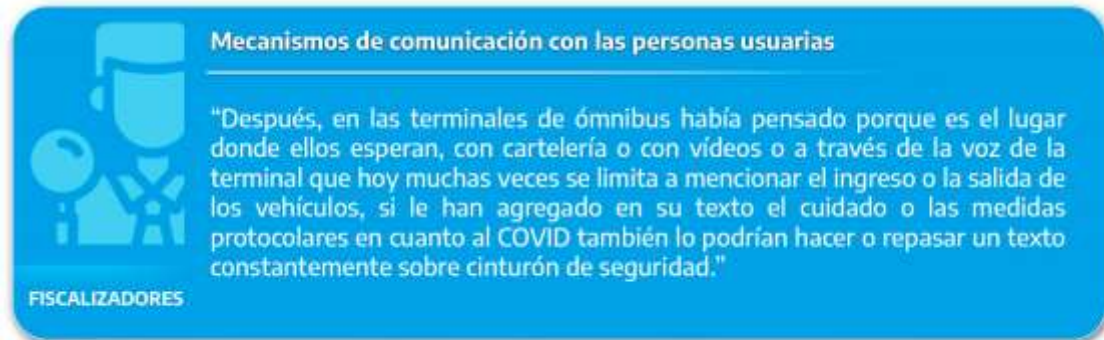 Mecanismos de comunicación con las personas usuarias
“Después, en las terminales de ómnibus había pensado porque es el lugar
donde ellos esperan, con cartelería o con vídeos o a través de la voz de la
terminal que hoy muchas veces se limita a mencionar el ingreso o la salida de
los vehículos, si le han agregado en su texto el cuidado o las medidas
protocolares en cuanto al COVID también lo podrían hacer o repasar un texto
constantemente sobre cinturón de seguridad.”
FISCALIZADORES